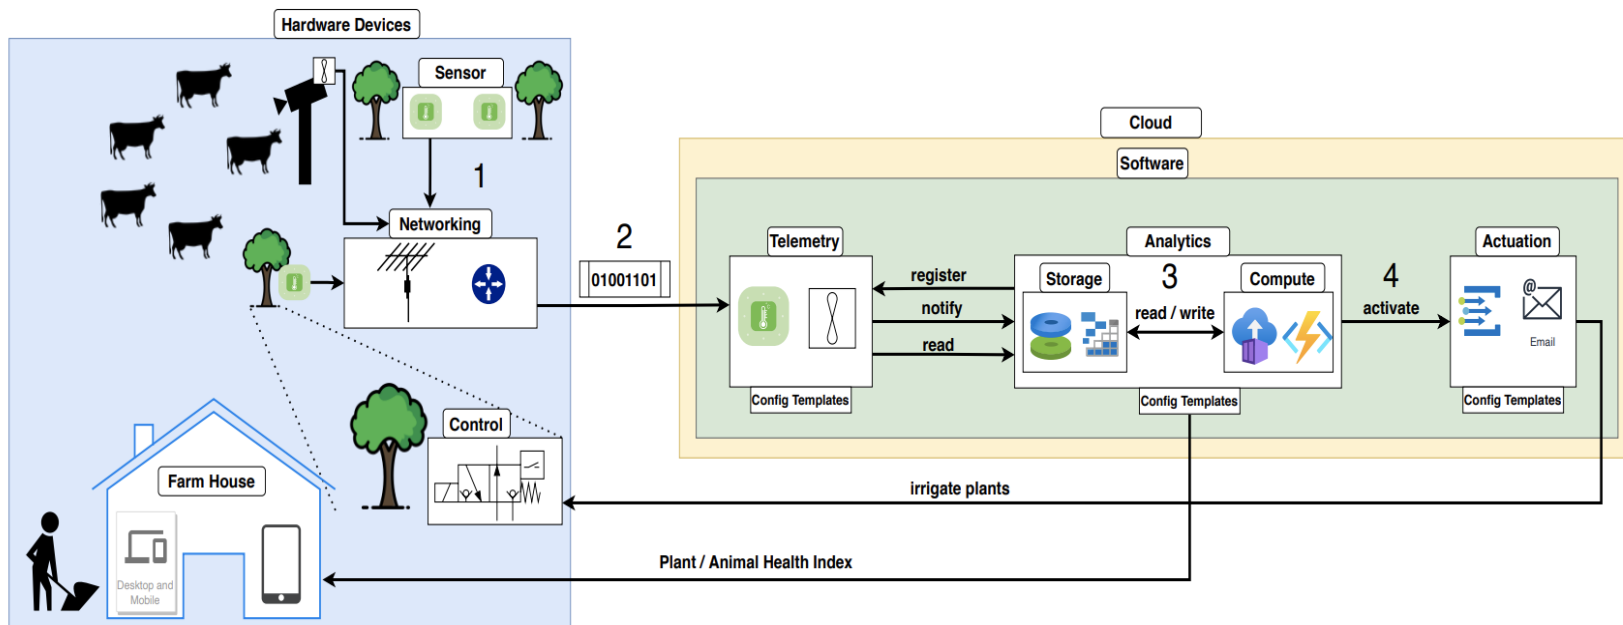 Hardware Devices
Sensor
1
Networking
2
01001101
Cloud
Software
Telemetry
Config Templates
register
notify
read
Analytics
Storage
3
read / write
Compute
Config Templates
4
activate
Actuation
@
Email
Config Templates
Control
irrigate plants
Farm House
Desktop and
Mobile
Plant / Animal Health Index